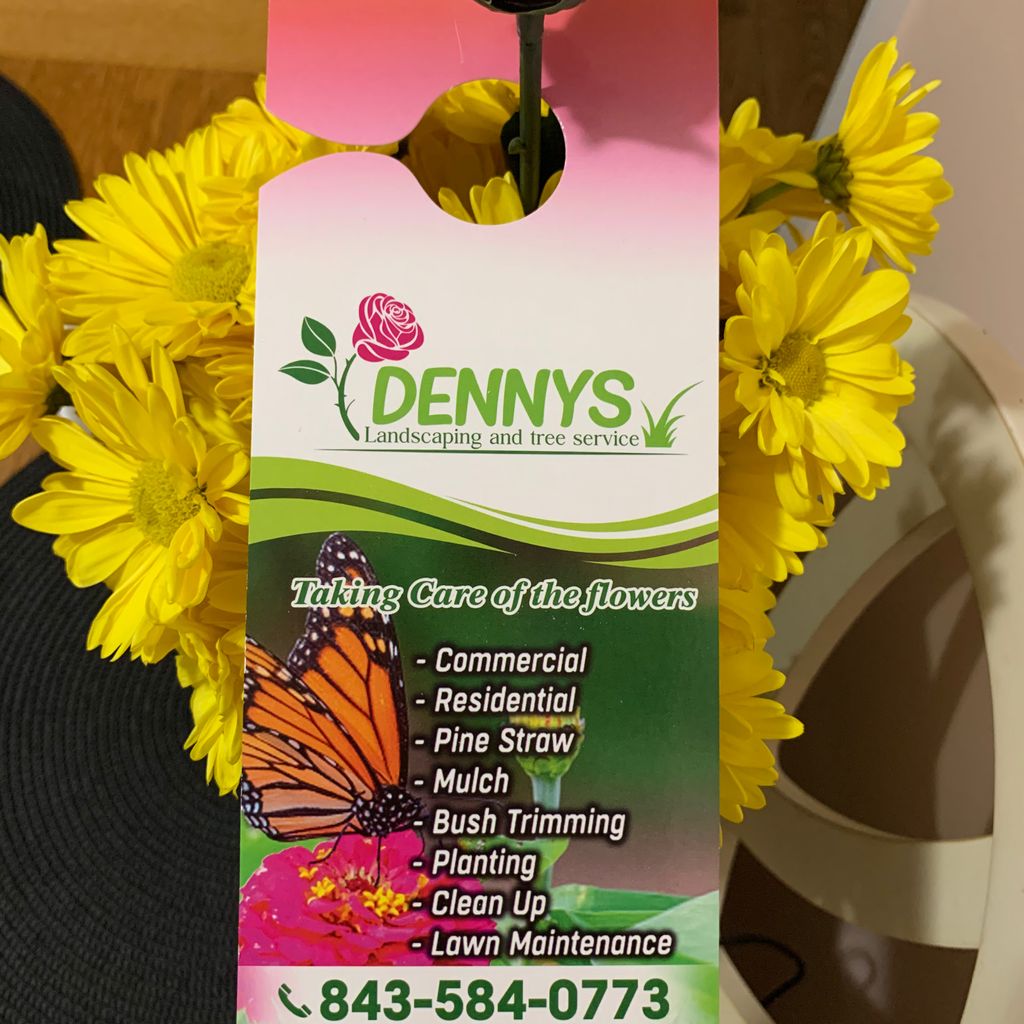 DENNYS
Landscaping and tree service
Taking Care of the flowers
- Commercial
- Residential
- Pine Straw
- Mulch
- Bush Trimming
- Planting
- Clean Up
- Lawn Maintenance
843-584-0773